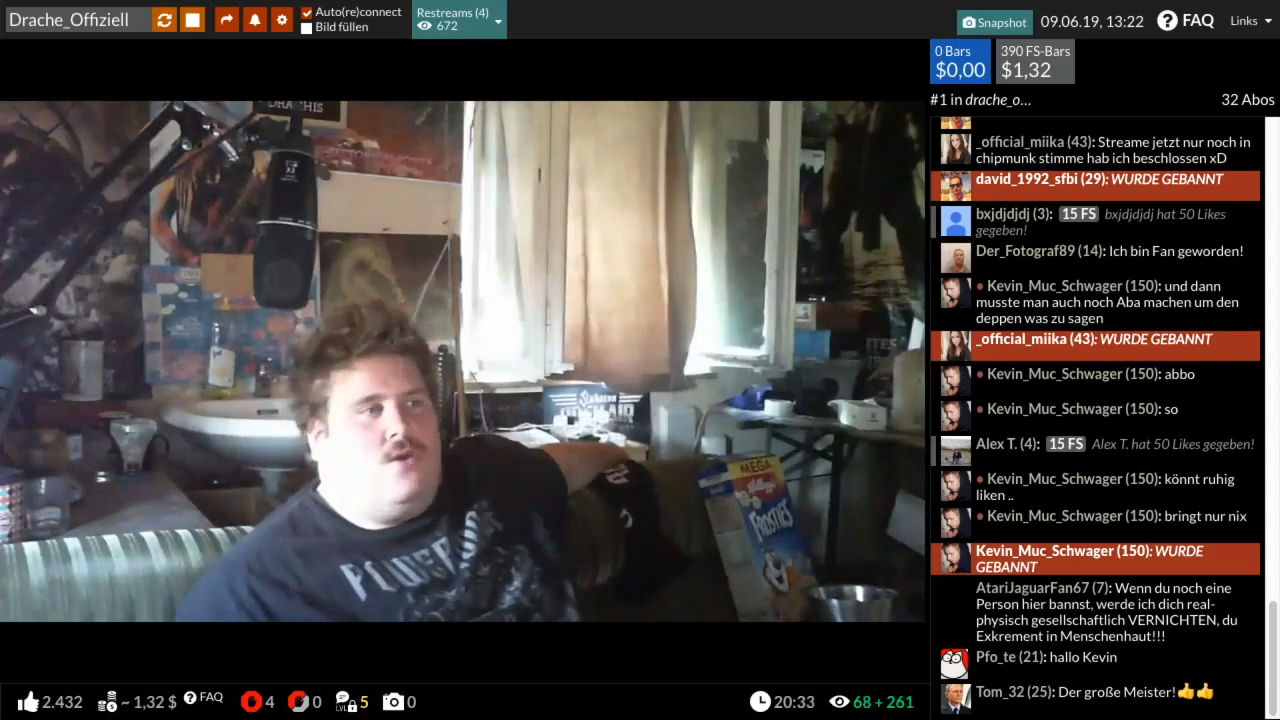 Drache_Offiziell
Auto(re)connect
Bild füllen
Restreams (4)
672
Snapshot
09.06.19, 13:22
FAQ
Links
0 Bars
$0,00
390 FS-Bars
$1,32
#1 in drache_o...
32 Abos
_official_miika (43): Streame jetzt nur noch in
chipmunk stimme hab ich beschlossen xD
david_1992_sfbi (29): WURDE GEBANNT
bxjdjdjdj (3): 15 FS bxjdjdjdj hat 50 Likes
gegeben!
Der_Fotograf89 (14): Ich bin Fan geworden!
Kevin_Muc_Schwager (150): und dann
musste man auch noch Aba machen um den
deppen was zu sagen
_official_miika (43): WURDE GEBANNT
Kevin_Muc_Schwager (150): abbo
Kevin_Muc_Schwager (150): so
Alex T. (4): 15 FS Alex T. hat 50 Likes gegeben!
Kevin_Muc_Schwager (150): könnt ruhig
liken ..
Kevin_Muc_Schwager (150): bringt nur nix
Kevin_Muc_Schwager (150): WURDE
GEBANNT
AtariJaguarFan67 (7): Wenn du noch eine
Person hier bannst, werde ich dich real-
physisch gesellschaftlich VERNICHTEN, du
Exkrement in Menschenhaut!!!
Pfo_te (21): hallo Kevin
Tom_32 (25): Der große Meister!👍👍
MEGA
Kellogg's
FROSTIES
OPEN AIR
2.432
~ 1,32 $
FAQ
4
0
LVL
5
0
20:33
68 + 261